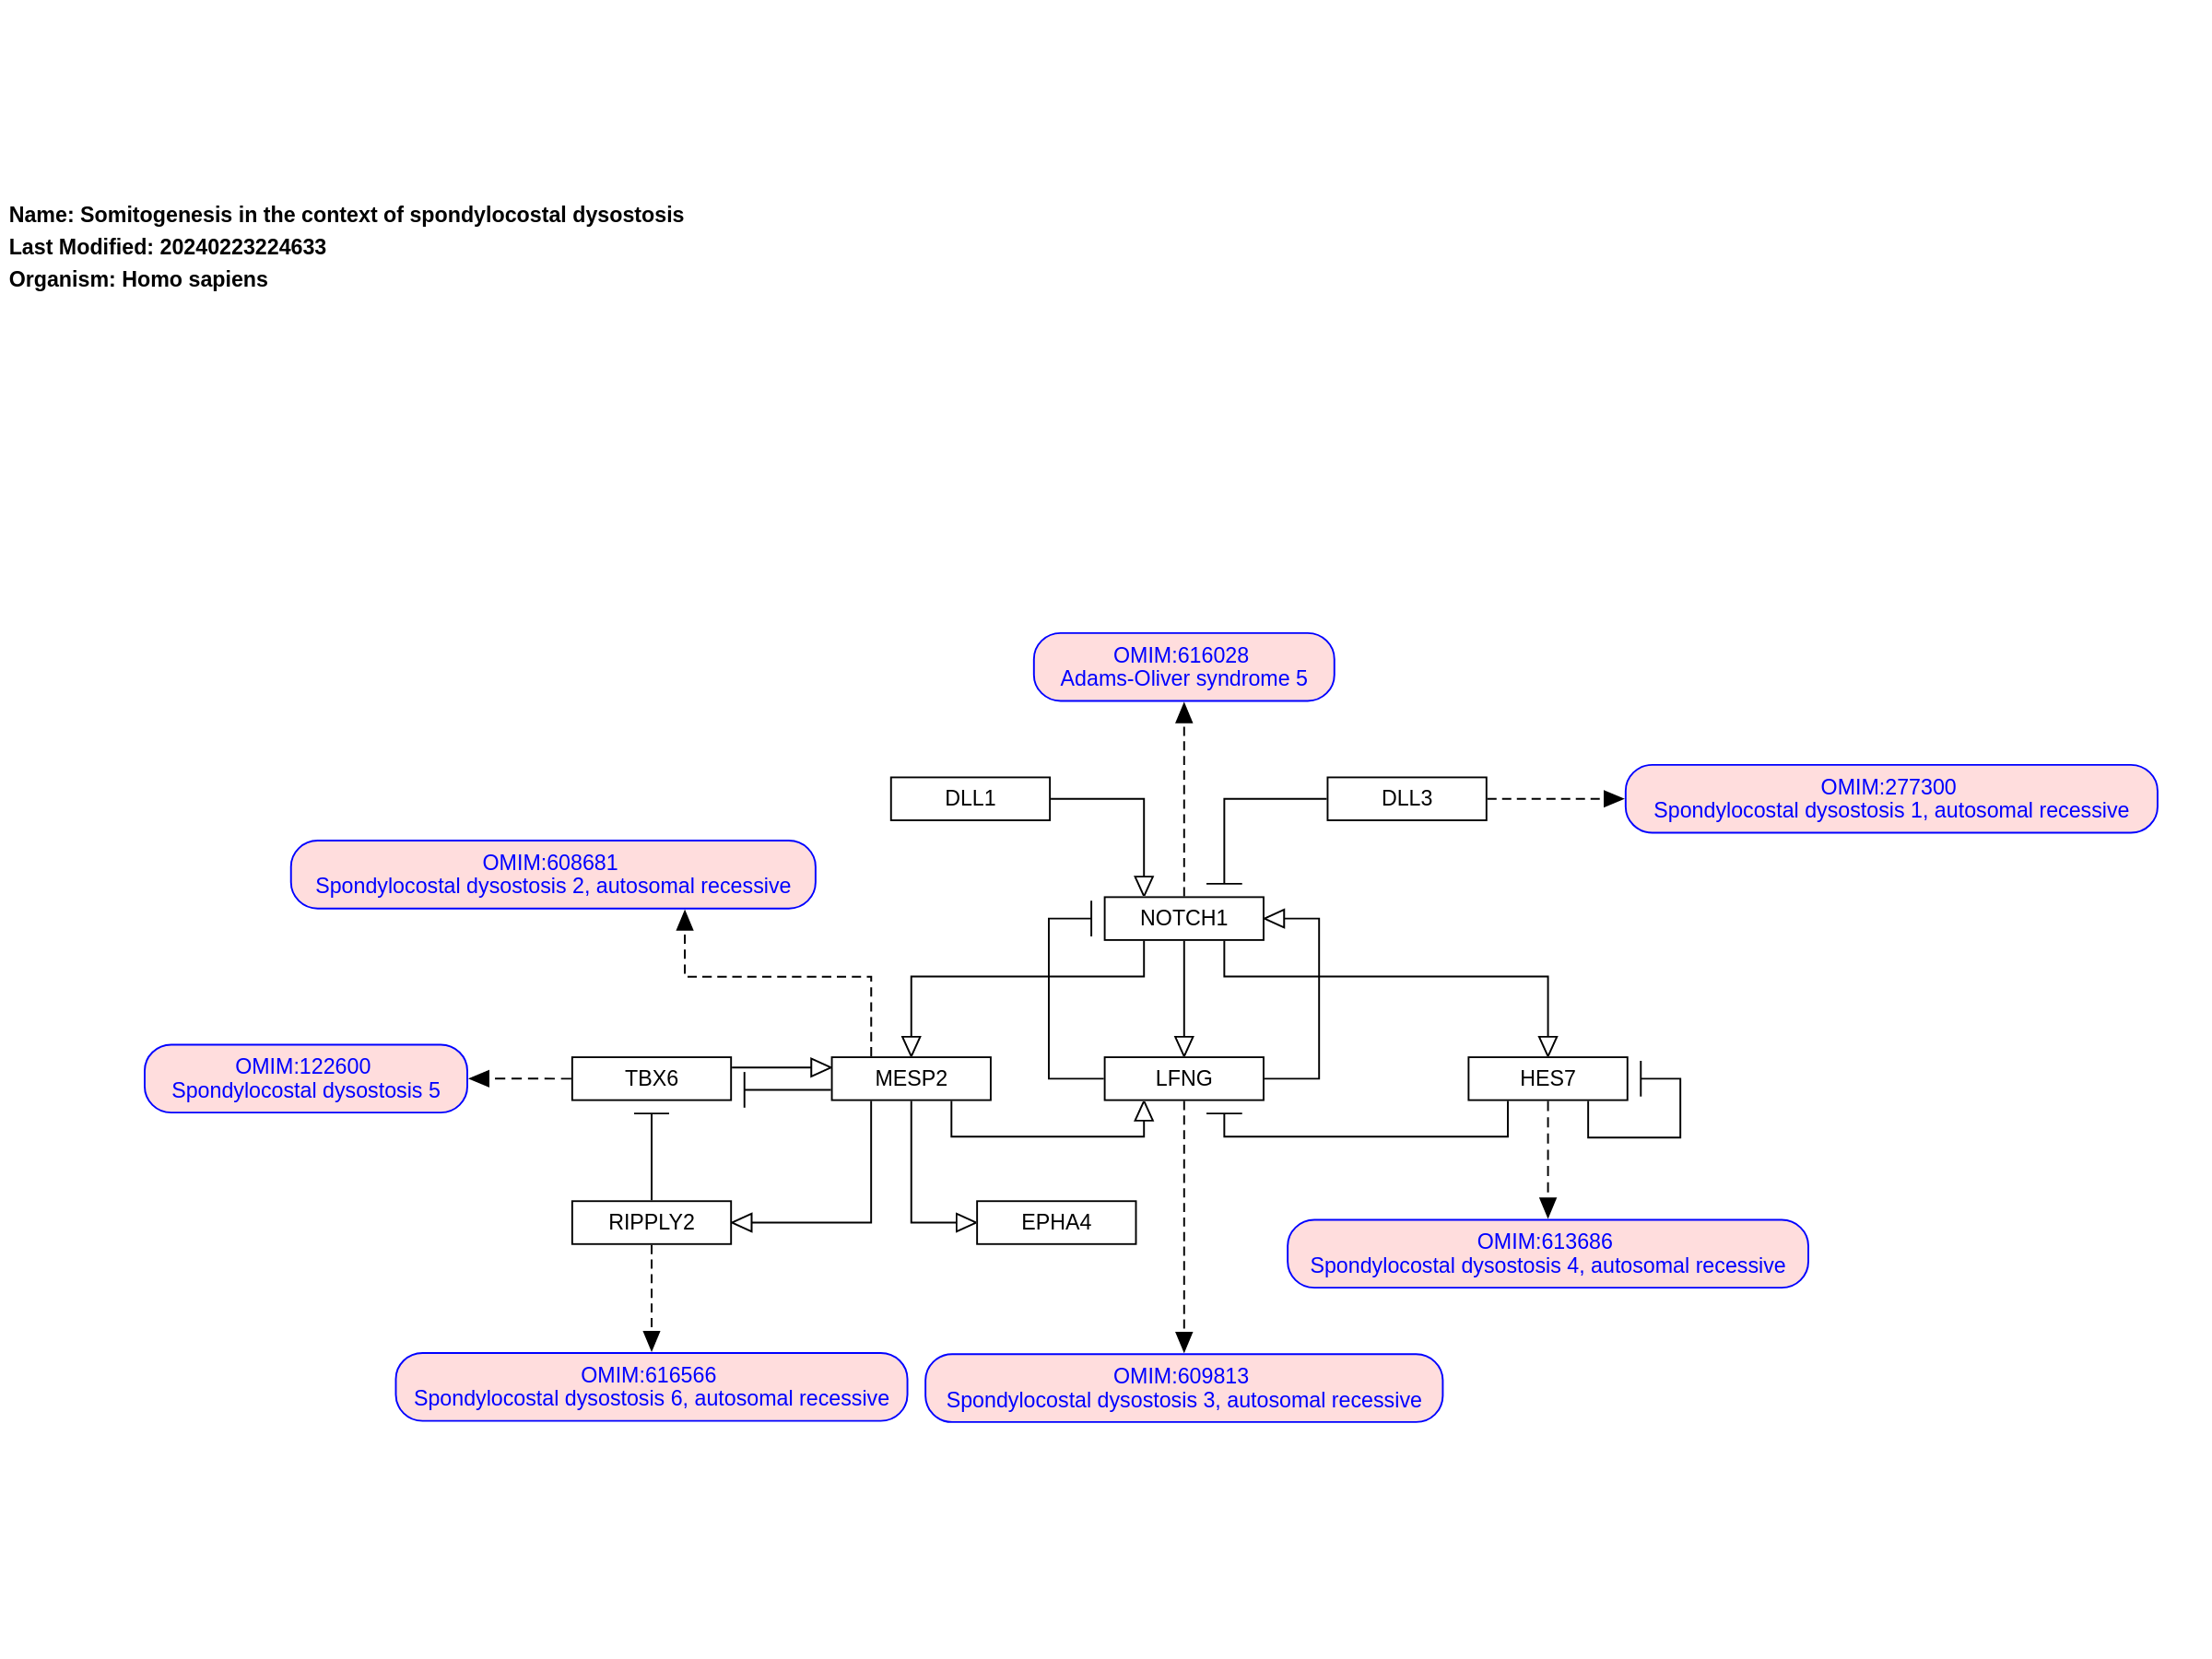 Name: Somitogenesis in the context of spondylocostal dysostosis
Last Modified: 20240223224633
Organism: Homo sapiens
OMIM:616028
Adams-Oliver syndrome 5
DLL1
DLL3
OMIM:277300
Spondylocostal dysostosis 1, autosomal recessive
OMIM:608681
Spondylocostal dysostosis 2, autosomal recessive
NOTCH1
OMIM:122600
Spondylocostal dysostosis 5
TBX6
MESP2
LFNG
HES7
RIPPLY2
EPHA4
OMIM:613686
Spondylocostal dysostosis 4, autosomal recessive
OMIM:616566
Spondylocostal dysostosis 6, autosomal recessive
OMIM:609813
Spondylocostal dysostosis 3, autosomal recessive